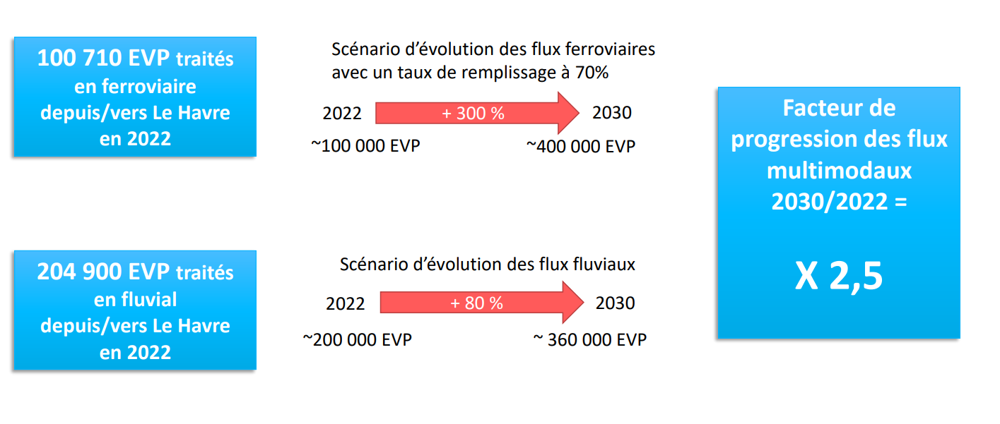 100 710 EVP traités
en ferroviaire
depuis/vers Le Havre
en 2022
Scénario d’évolution des flux ferroviaires
avec un taux de remplissage à 70%
2022
+ 300 %
2030
~100 000 EVP
~400 000 EVP
204 900 EVP traités
en fluvial
depuis/vers Le Havre
en 2022
Scénario d’évolution des flux fluviaux
2022
+ 80 %
2030
~200 000 EVP
~ 360 000 EVP
Facteur de
progression des flux
multimodaux
2030/2022 =
X 2,5